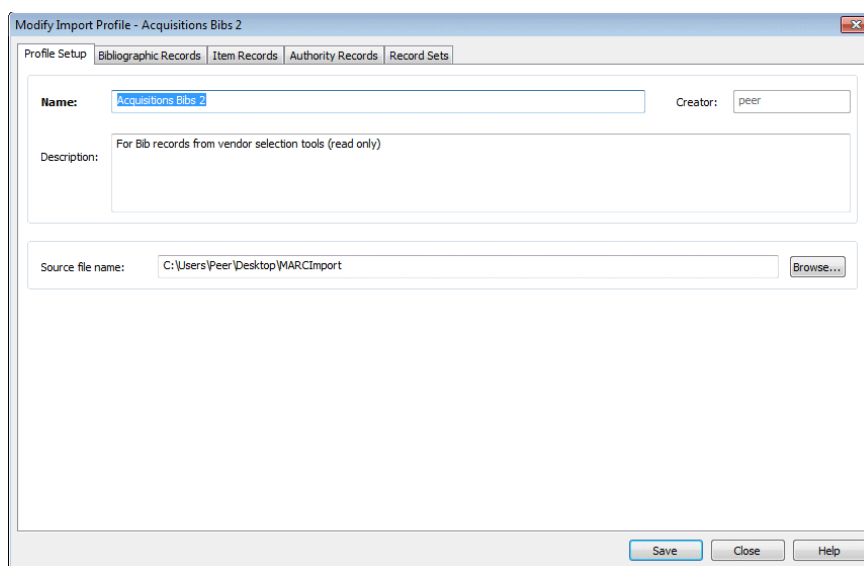 Modify Import Profile - Acquisitions Bibs 2
Profile Setup Bibliographic Records Item Records Authority Records Record Sets
Name: Acquisitions Bibs 2 Creator: peer
Description: For Bib records from vendor selection tools (read only)
Source file name: C:\Users\Peer\Desktop\MARCImport Browse...
Save Close Help